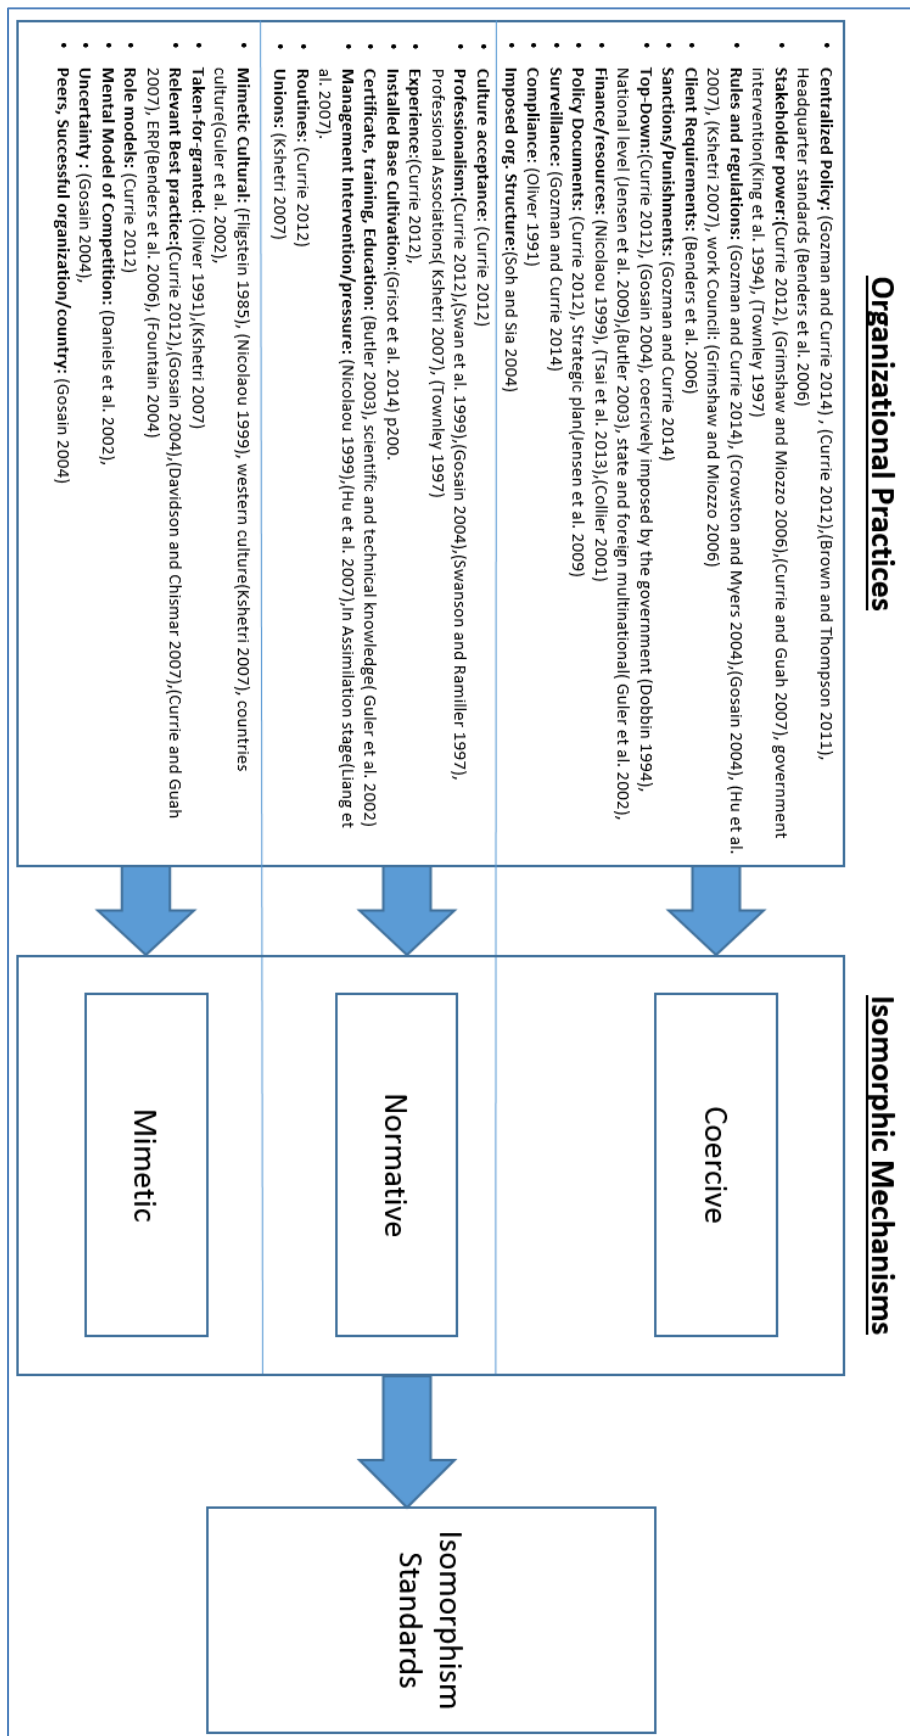 Organizational Practices
Isomorphic Mechanisms
• Centralized Policy: (Gozman and Currie 2014) , (Currie 2012),(Brown and Thompson 2011),
Headquarter standards (Benders et al. 2006)
• Stakeholder power:(Currie 2012), (Grimshaw and Miozzo 2006),(Currie and Guah 2007), government
intervention(King et al. 1994), (Townley 1997)
• Rules and regulations: (Gozman and Currie 2014), (Crowston and Myers 2004),(Gosain 2004), (Hu et al.
2007), (Kshetri 2007), work Council: (Grimshaw and Miozzo 2006)
• Client Requirements: (Benders et al. 2006)
• Sanctions/Punishments: (Gozman and Currie 2014)
• Top-Down:(Currie 2012), (Gosain 2004), coercively imposed by the government (Dobbin 1994),
National level (Jensen et al. 2009),(Butler 2003), state and foreign multinational( Guler et al. 2002),
• Finance/resources: (Nicolaou 1999), (Tsai et al. 2013),(Collier 2001)
• Policy Documents: (Currie 2012), Strategic plan(Jensen et al. 2009)
• Surveillance: (Gozman and Currie 2014)
• Compliance: (Oliver 1991)
• Imposed org. Structure:(Soh and Sia 2004)
Coercive
• Culture acceptance: (Currie 2012)
• Professionalism:(Currie 2012),(Swan et al. 1999),(Gosain 2004),(Swanson and Ramiller 1997),
Professional Associations( Kshetri 2007), (Townley 1997)
• Experience:(Currie 2012),
• Installed Base Cultivation:(Grisot et al. 2014) p200.
• Certificate, training, Education: (Butler 2003), scientific and technical knowledge( Guler et al. 2002)
• Management Intervention/pressure: (Nicolaou 1999),(Hu et al. 2007),In Assimilation stage(Liang et
al. 2007).
• Routines: (Currie 2012)
• Unions: (Kshetri 2007)
Normative
• Mimetic Cultural: (Fligstein 1985), (Nicolaou 1999), western culture(Kshetri 2007), countries
culture(Guler et al. 2002),
• Taken-for-granted: (Oliver 1991),(Kshetri 2007)
• Relevant Best practice:(Currie 2012),(Gosain 2004),(Davidson and Chismar 2007),(Currie and Guah
2007), ERP(Benders et al. 2006), (Fountain 2004)
• Role models: (Currie 2012)
• Mental Model of Competition: (Daniels et al. 2002),
• Uncertainty : (Gosain 2004),
• Peers, Successful organization/country: (Gosain 2004)
Mimetic
Isomorphism
Standards